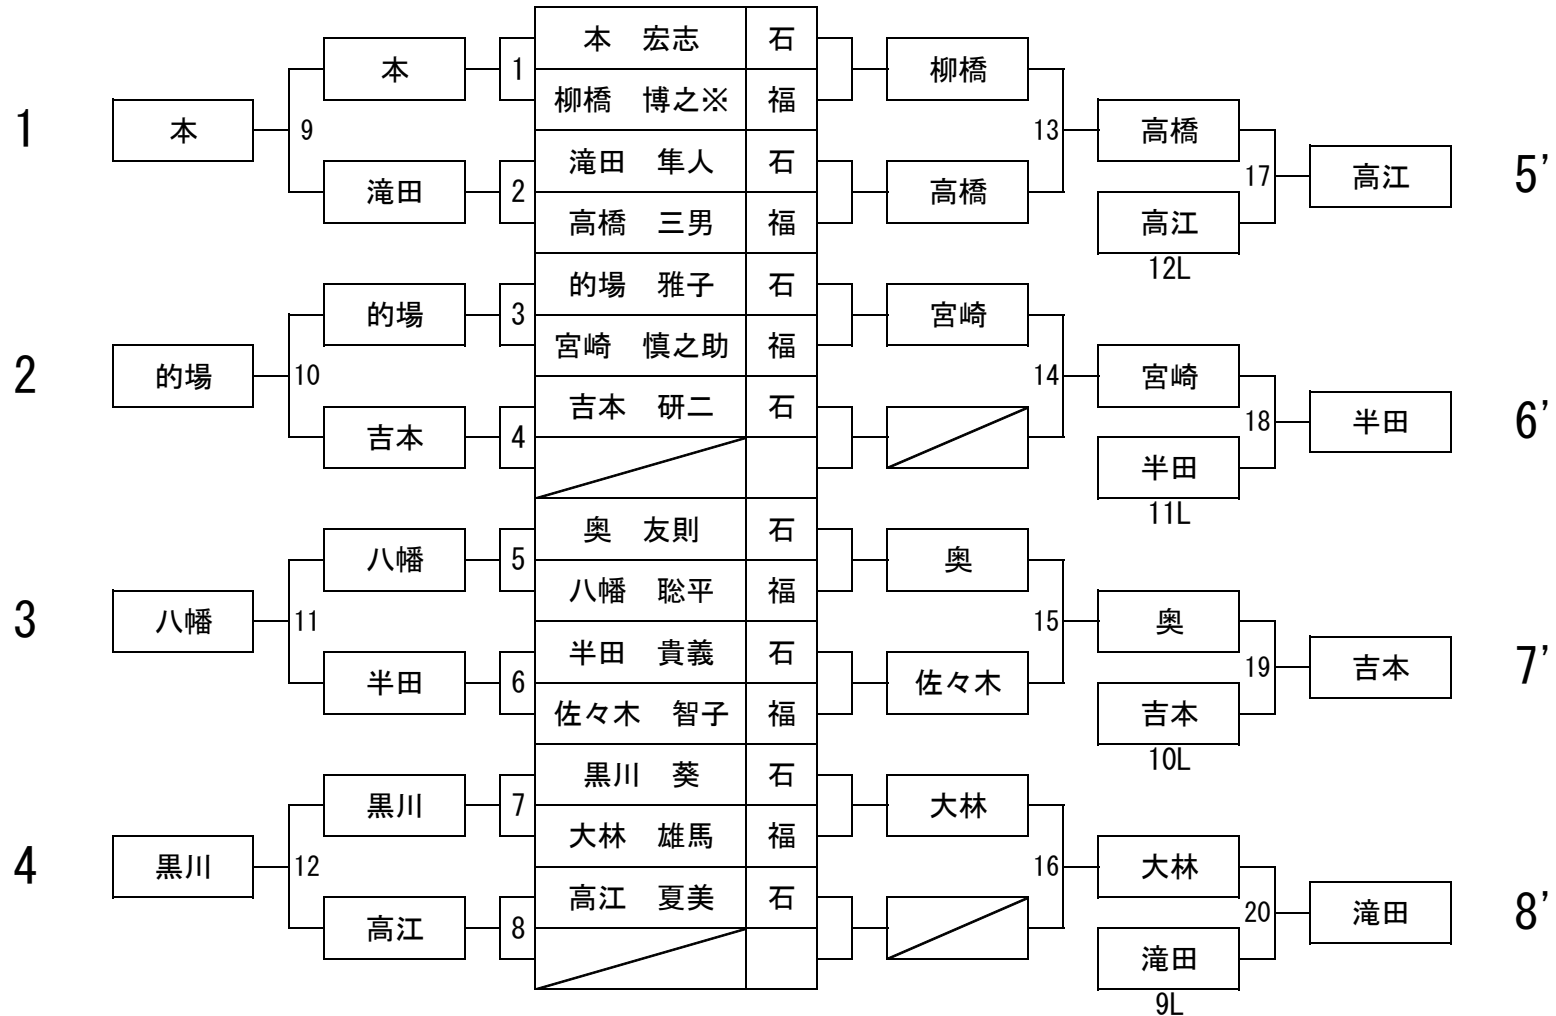 本　宏志 石
本 1 柳橋
柳橋　博之※ 福
1 本 9 13 高橋
滝田　隼人 石
滝田 2 高橋 17 高江 5’
高橋　三男 福 高江
12L
的場　雅子 石
的場 3 宮崎
宮崎　慎之助 福
2 的場 10 14 宮崎
吉本　研二 石
吉本 4 18 半田 6’
半田
11L
奥　友則 石
八幡 5 奥
八幡　聡平 福
3 八幡 11 15 奥
半田　貴義 石
半田 6 佐々木 19 吉本 7’
佐々木　智子 福 吉本
10L
黒川　葵 石
黒川 7 大林
大林　雄馬 福
4 黒川 12 16 大林
高江　夏美 石
高江 8 20 滝田 8’
滝田
9L